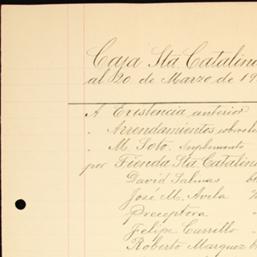 Caja Sta. Catalina
al 20 de Marzo de 19
A Existencia anterior
" Arrendamientos
" M. Soto. Suplemento
por Tienda Sta. Catalina
David Salinas
José M. Avela
Preceptora
Felipe Carrillo
Roberto Marquez